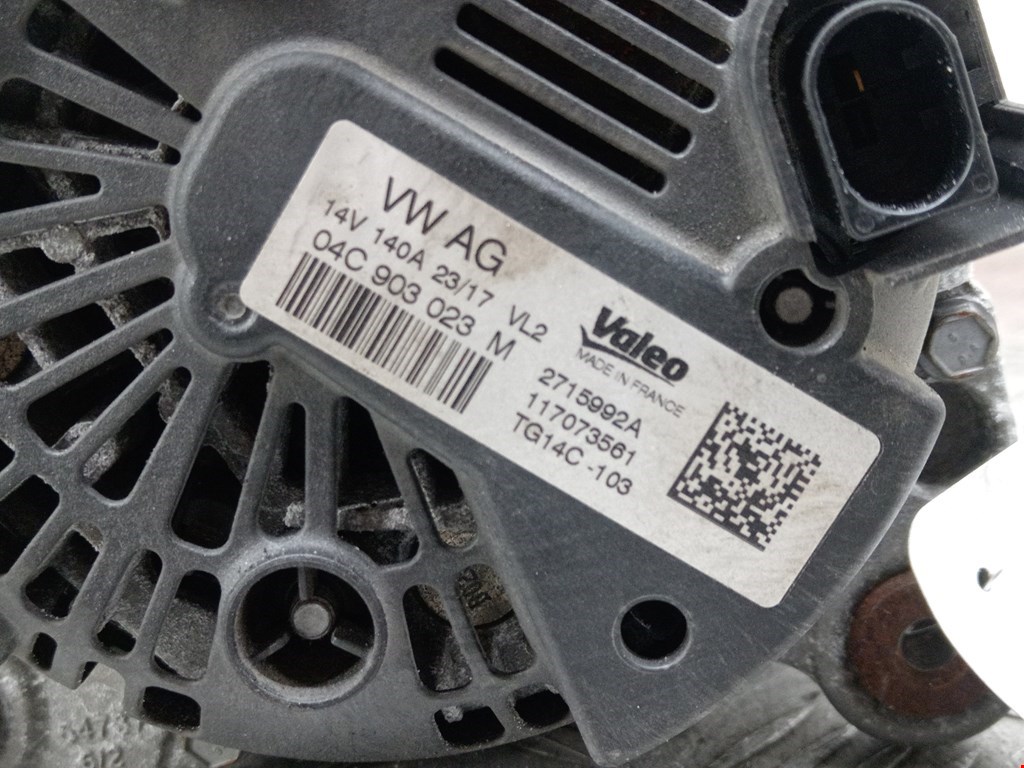 VW AG
14V 140A 23/17 VL2
04C 903 023 M
Valeo
MADE IN FRANCE
2715992A
117073561
TG14C -103